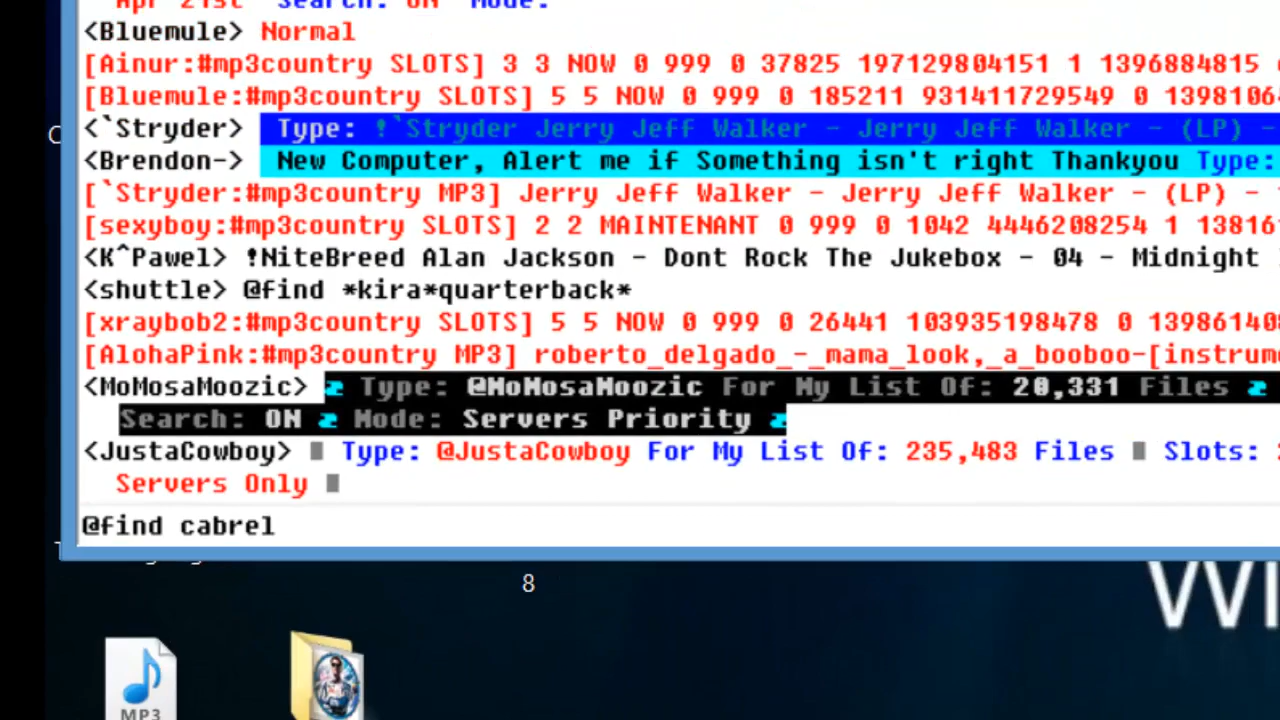 Apr 21st Search: ON Mode:
<Bluemule> Normal
[Ainur:#mp3country SLOTS] 3 3 NOW 0 999 0 37825 197129804151 1 1396884815
[Bluemule:#mp3country SLOTS] 5 5 NOW 0 999 0 185211 931411729549 0 1398106
<`Stryder> Type: !`Stryder Jerry Jeff Walker - Jerry Jeff Walker - (LP) -
<Brendon-> New Computer, Alert me if Something isn't right Thankyou Type:
[`Stryder:#mp3country MP3] Jerry Jeff Walker - Jerry Jeff Walker - (LP) -
[sexyboy:#mp3country SLOTS] 2 2 MAINTENANT 0 999 0 1042 4446208254 1 13816
<K^Pawel> !NiteBreed Alan Jackson - Dont Rock The Jukebox - 04 - Midnight
<shuttle> @find *kira*quarterback*
[xraybob2:#mp3country SLOTS] 5 5 NOW 0 999 0 26441 103935198478 0 13986140
[AlohaPink:#mp3country MP3] roberto_delgado_-_mama_look,_a_booboo-[instrum
<MoMosaMoozic> Type: @MoMosaMoozic For My List Of: 20,331 Files
Search: ON Mode: Servers Priority
<JustaCowboy> Type: @JustaCowboy For My List Of: 235,483 Files Slots:
Servers Only
@find cabrel
8
MP3